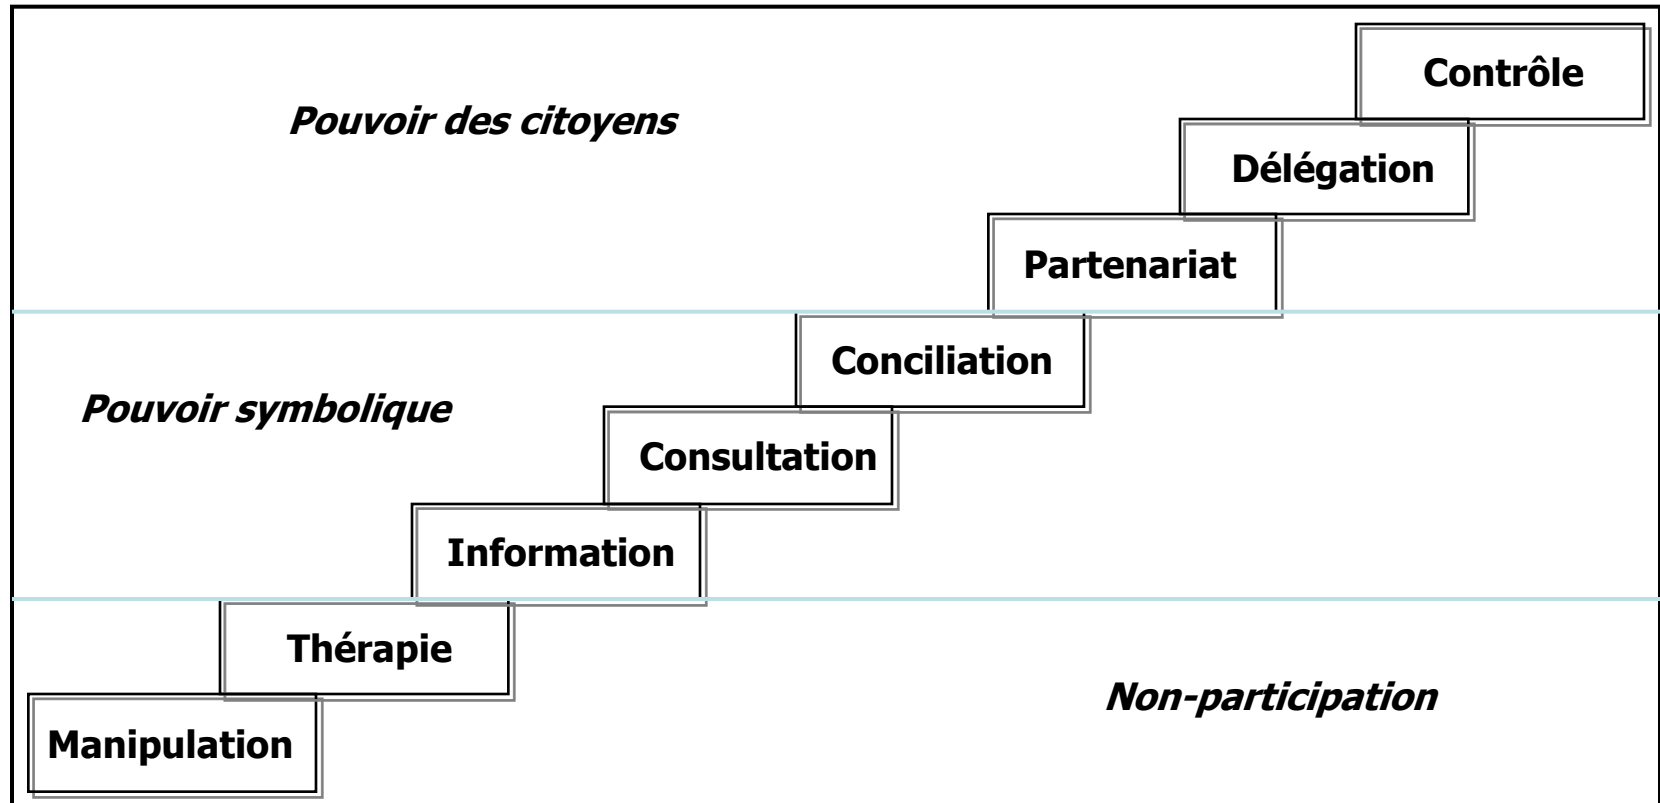 Contrôle
Pouvoir des citoyens
Délégation
Partenariat
Conciliation
Pouvoir symbolique
Consultation
Information
Thérapie
Non-participation
Manipulation